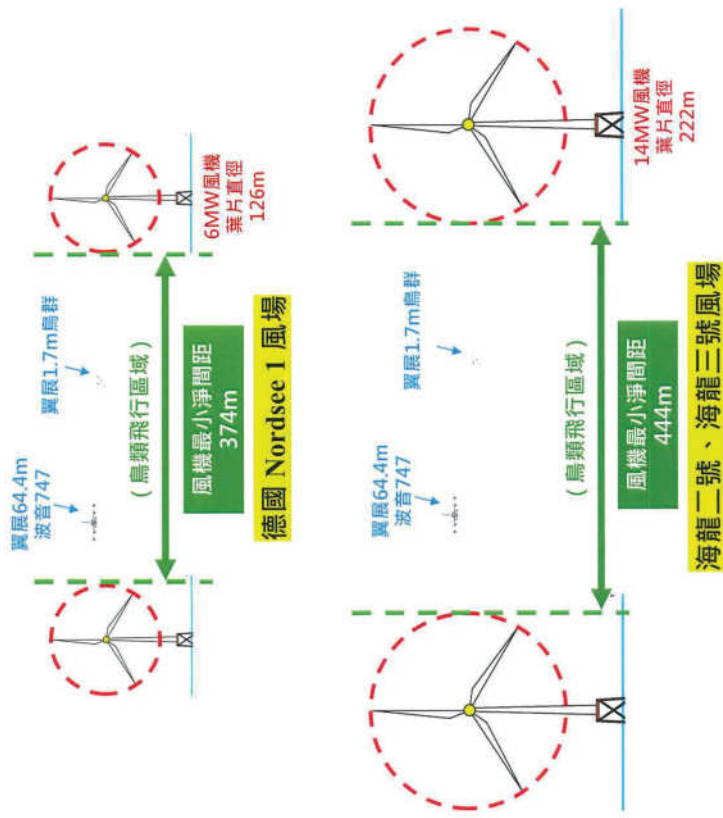 翼展64.4m
波音747
翼展1.7m鳥群
(鳥類飛行區域)
風機最小淨間距
374m
6MW風機
葉片直徑
126m
德國 Nordsee 1 風場
翼展64.4m
波音747
翼展1.7m鳥群
(鳥類飛行區域)
風機最小淨間距
444m
14MW風機
葉片直徑
222m
海龍二號、海龍三號風場